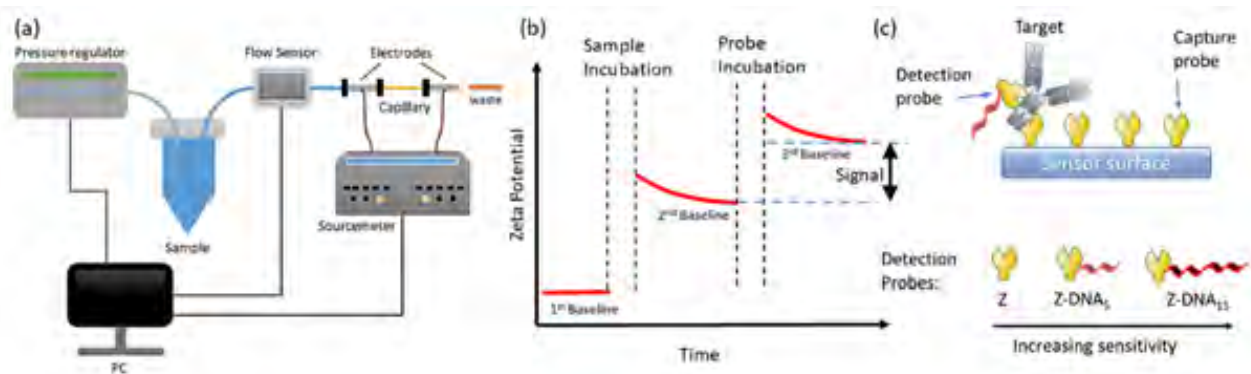 (a)
Pressure regulator
Flow Sensor
Electrodes
Capillary
waste
Sample
Sourcemeter
PC
(b)
Sample
Incubation
Probe
Incubation
Zeta Potential
1st Baseline
2nd Baseline
3rd Baseline
Signal
Time
(c)
Target
Capture
probe
Detection
probe
Sensor surface
Detection
Probes:
Z
Z-DNA5
Z-DNA15
Increasing sensitivity